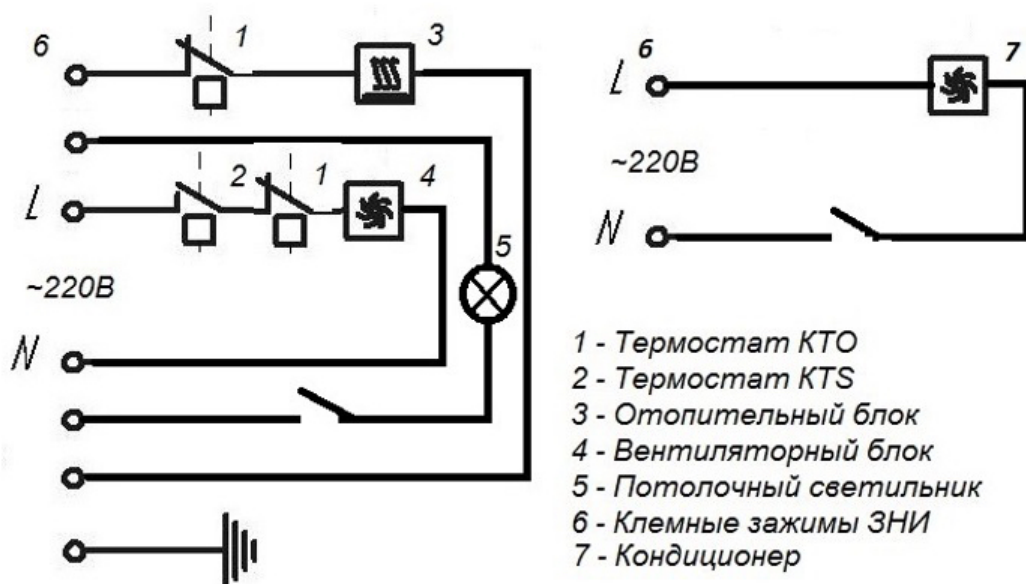 6 1 3
L 2 1 4
5
~220В
N
L 6 7
~220В
N
1 - Термостат КТО
2 - Термостат KTS
3 - Отопительный блок
4 - Вентиляторный блок
5 - Потолочный светильник
6 - Клемные зажимы ЗНИ
7 - Кондиционер